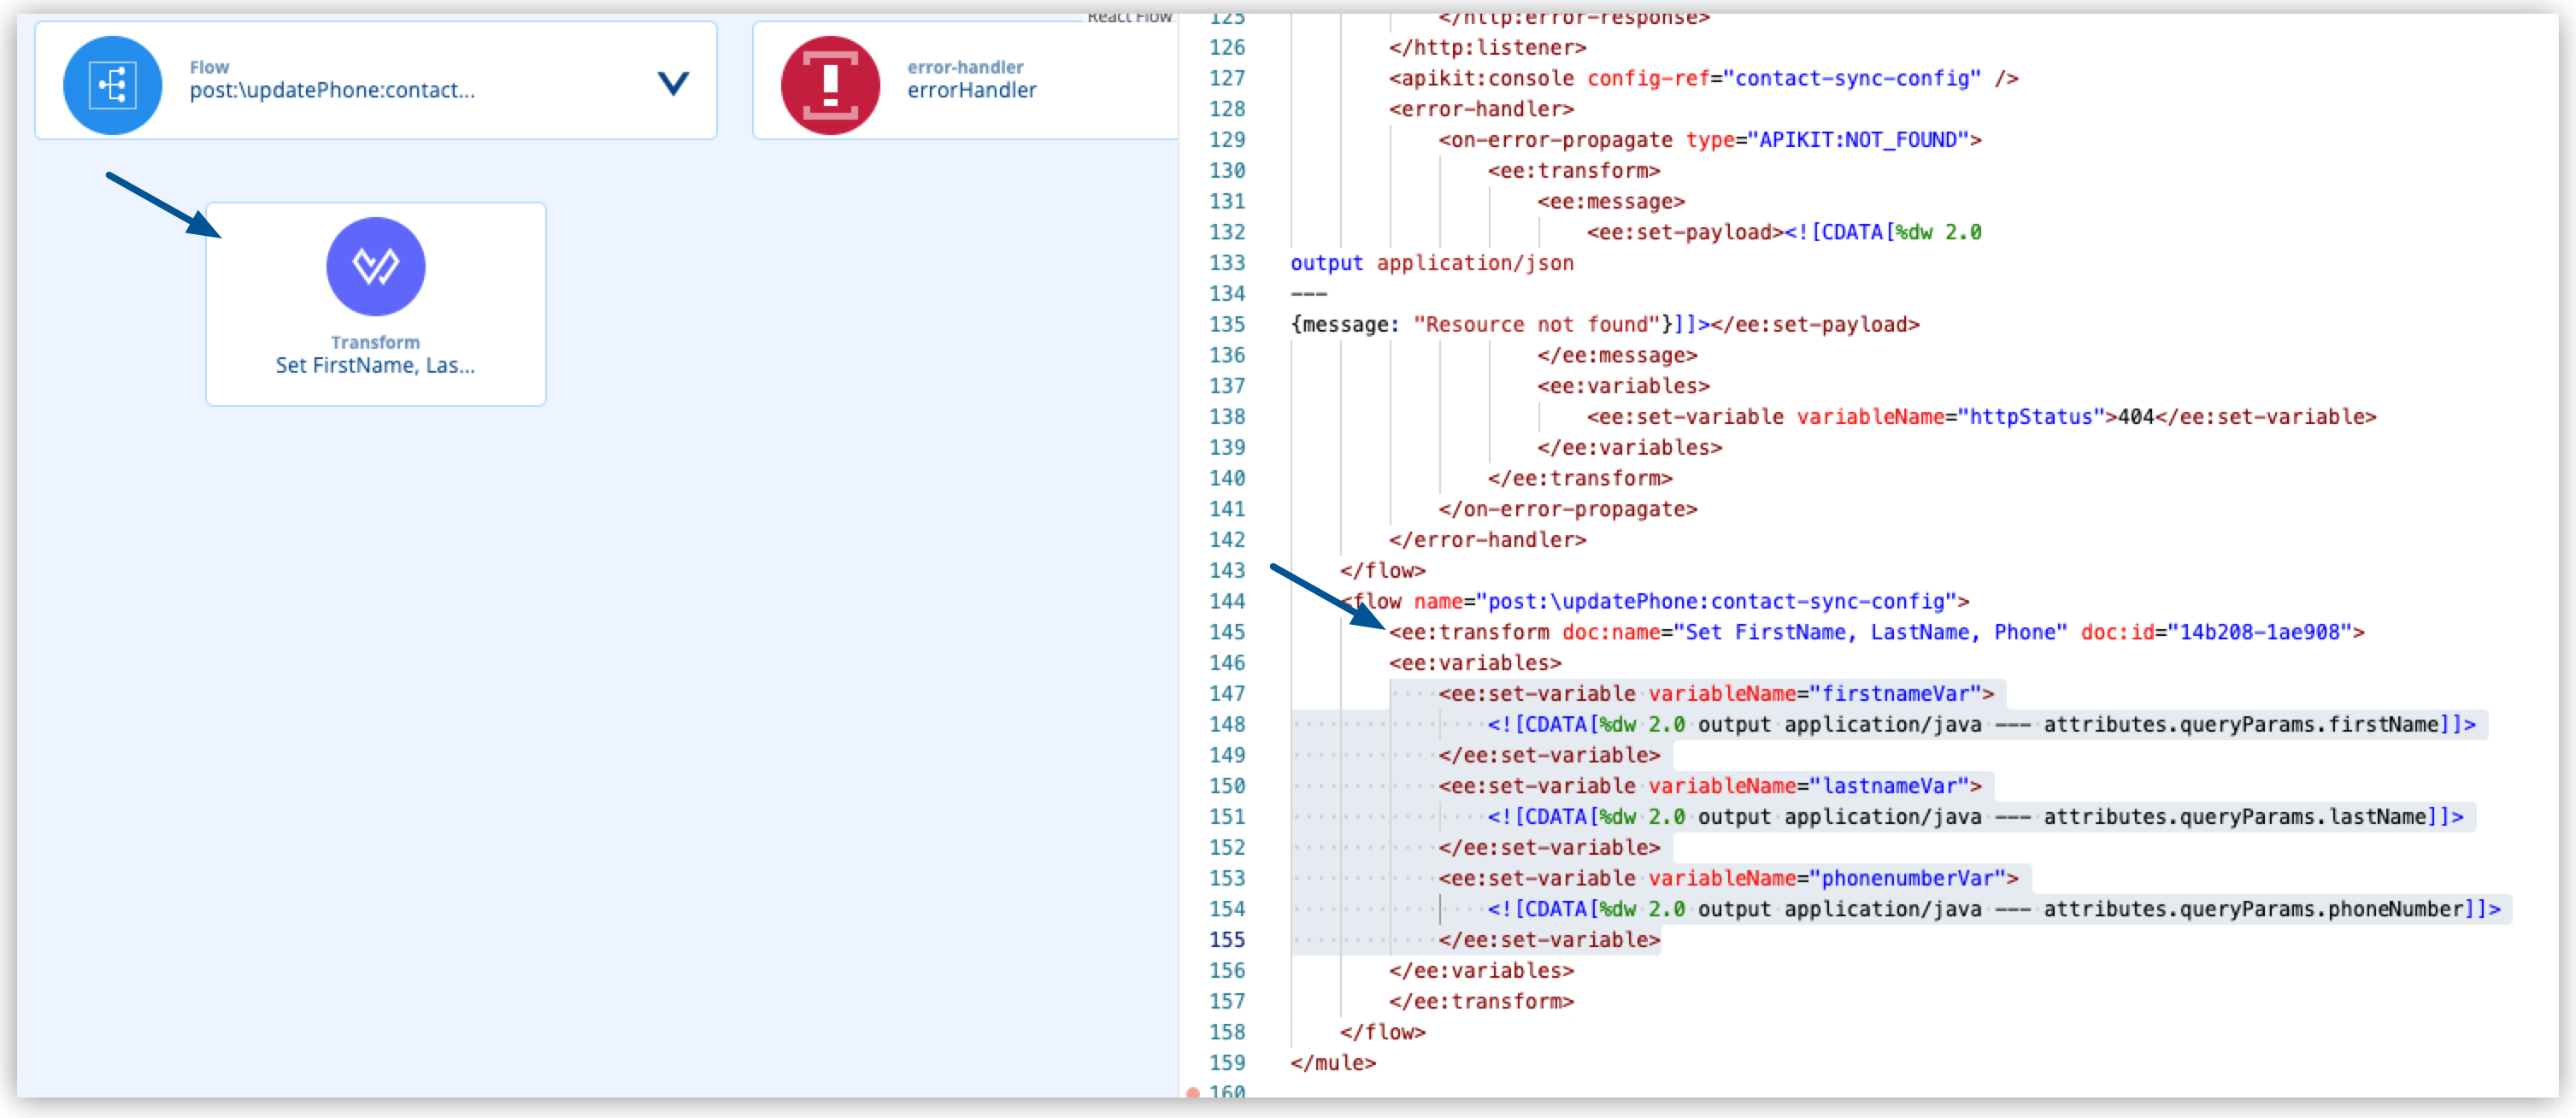 React Flow
Flow
post:\updatePhone:contact...
error-handler
errorHandler
Transform
Set FirstName, Las...
125 </http:error-response>
126 </http:listener>
127 <apikit:console config-ref="contact-sync-config" />
128 <error-handler>
129 <on-error-propagate type="APIKIT:NOT_FOUND">
130 <ee:transform>
131 <ee:message>
132 <ee:set-payload><![CDATA[%dw 2.0
133 output application/json
134 ---
135 {message: "Resource not found"}]]></ee:set-payload>
136 </ee:message>
137 <ee:variables>
138 <ee:set-variable variableName="httpStatus">404</ee:set-variable>
139 </ee:variables>
140 </ee:transform>
141 </on-error-propagate>
142 </error-handler>
143 </flow>
144 <flow name="post:\updatePhone:contact-sync-config">
145 <ee:transform doc:name="Set FirstName, LastName, Phone" doc:id="14b208-1ae908">
146 <ee:variables>
147 <ee:set-variable variableName="firstnameVar">
148 <![CDATA[%dw 2.0 output application/java --- attributes.queryParams.firstName]]>
149 </ee:set-variable>
150 <ee:set-variable variableName="lastnameVar">
151 <![CDATA[%dw 2.0 output application/java --- attributes.queryParams.lastName]]>
152 </ee:set-variable>
153 <ee:set-variable variableName="phonenumberVar">
154 <![CDATA[%dw 2.0 output application/java --- attributes.queryParams.phoneNumber]]>
155 </ee:set-variable>
156 </ee:variables>
157 </ee:transform>
158 </flow>
159 </mule>
160